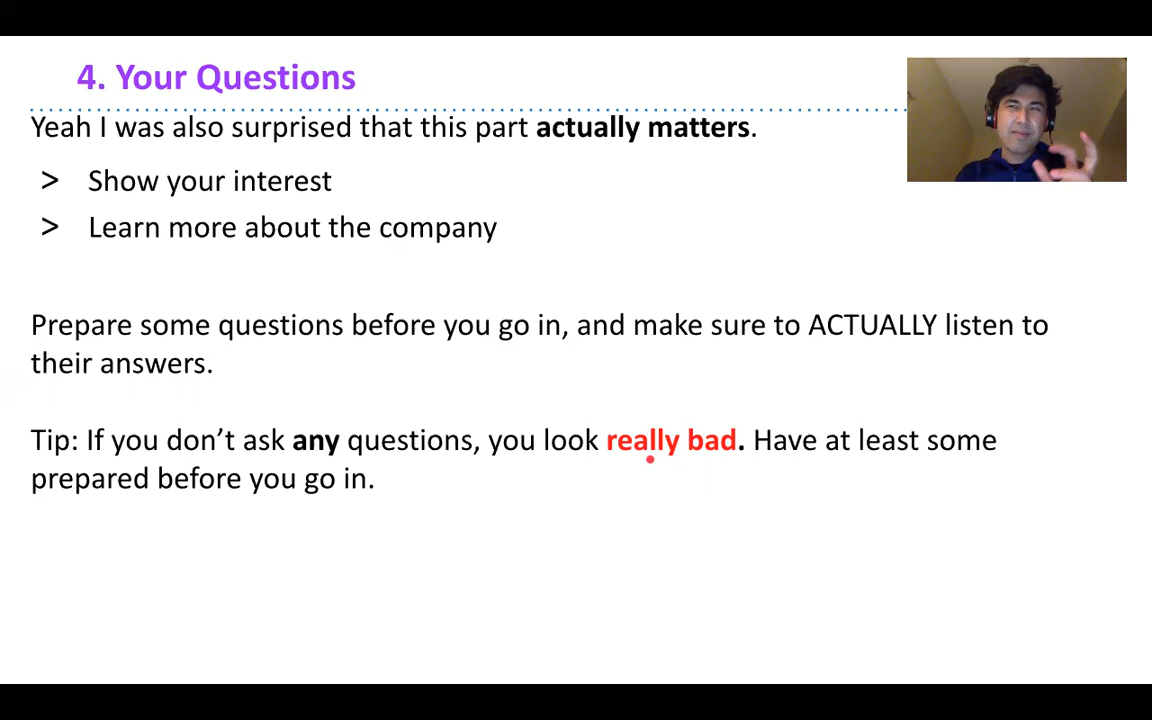 4. Your Questions
Yeah I was also surprised that this part actually matters.
> Show your interest
> Learn more about the company
Prepare some questions before you go in, and make sure to ACTUALLY listen to
their answers.
Tip: If you don’t ask any questions, you look really bad. Have at least some
prepared before you go in.